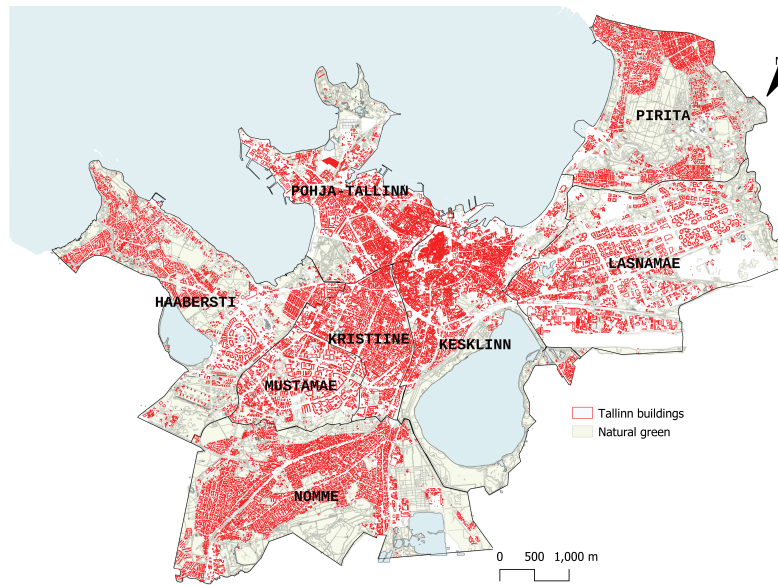 PIRITA
POHJA-TALLINN
LASNAMAE
HAABERSTI
KRISTIINE
KESKLINN
MUSTAMAE
NOMME
Tallinn buildings
Natural green
0 500 1,000 m